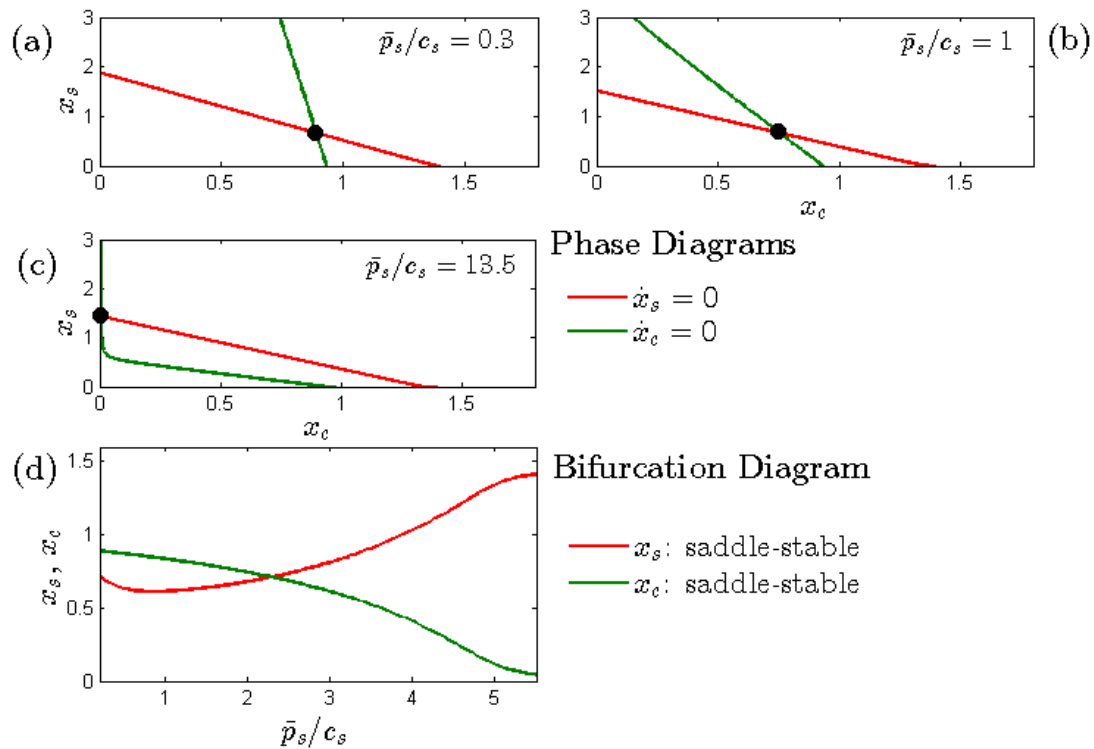 (a)
3
2
1
0
x_s
p̄_s/c_s = 0.3
0
0.5
1
1.5
3
2
1
0
p̄_s/c_s = 1
(b)
0
0.5
1
1.5
x_c
(c)
3
2
1
0
x_s
p̄_s/c_s = 13.5
0
0.5
1
1.5
x_c
Phase Diagrams
ẋ_s = 0
ẋ_c = 0
(d)
1.5
1
0.5
0
x_s, x_c
1
2
3
4
5
p̄_s/c_s
Bifurcation Diagram
x_s: saddle-stable
x_c: saddle-stable